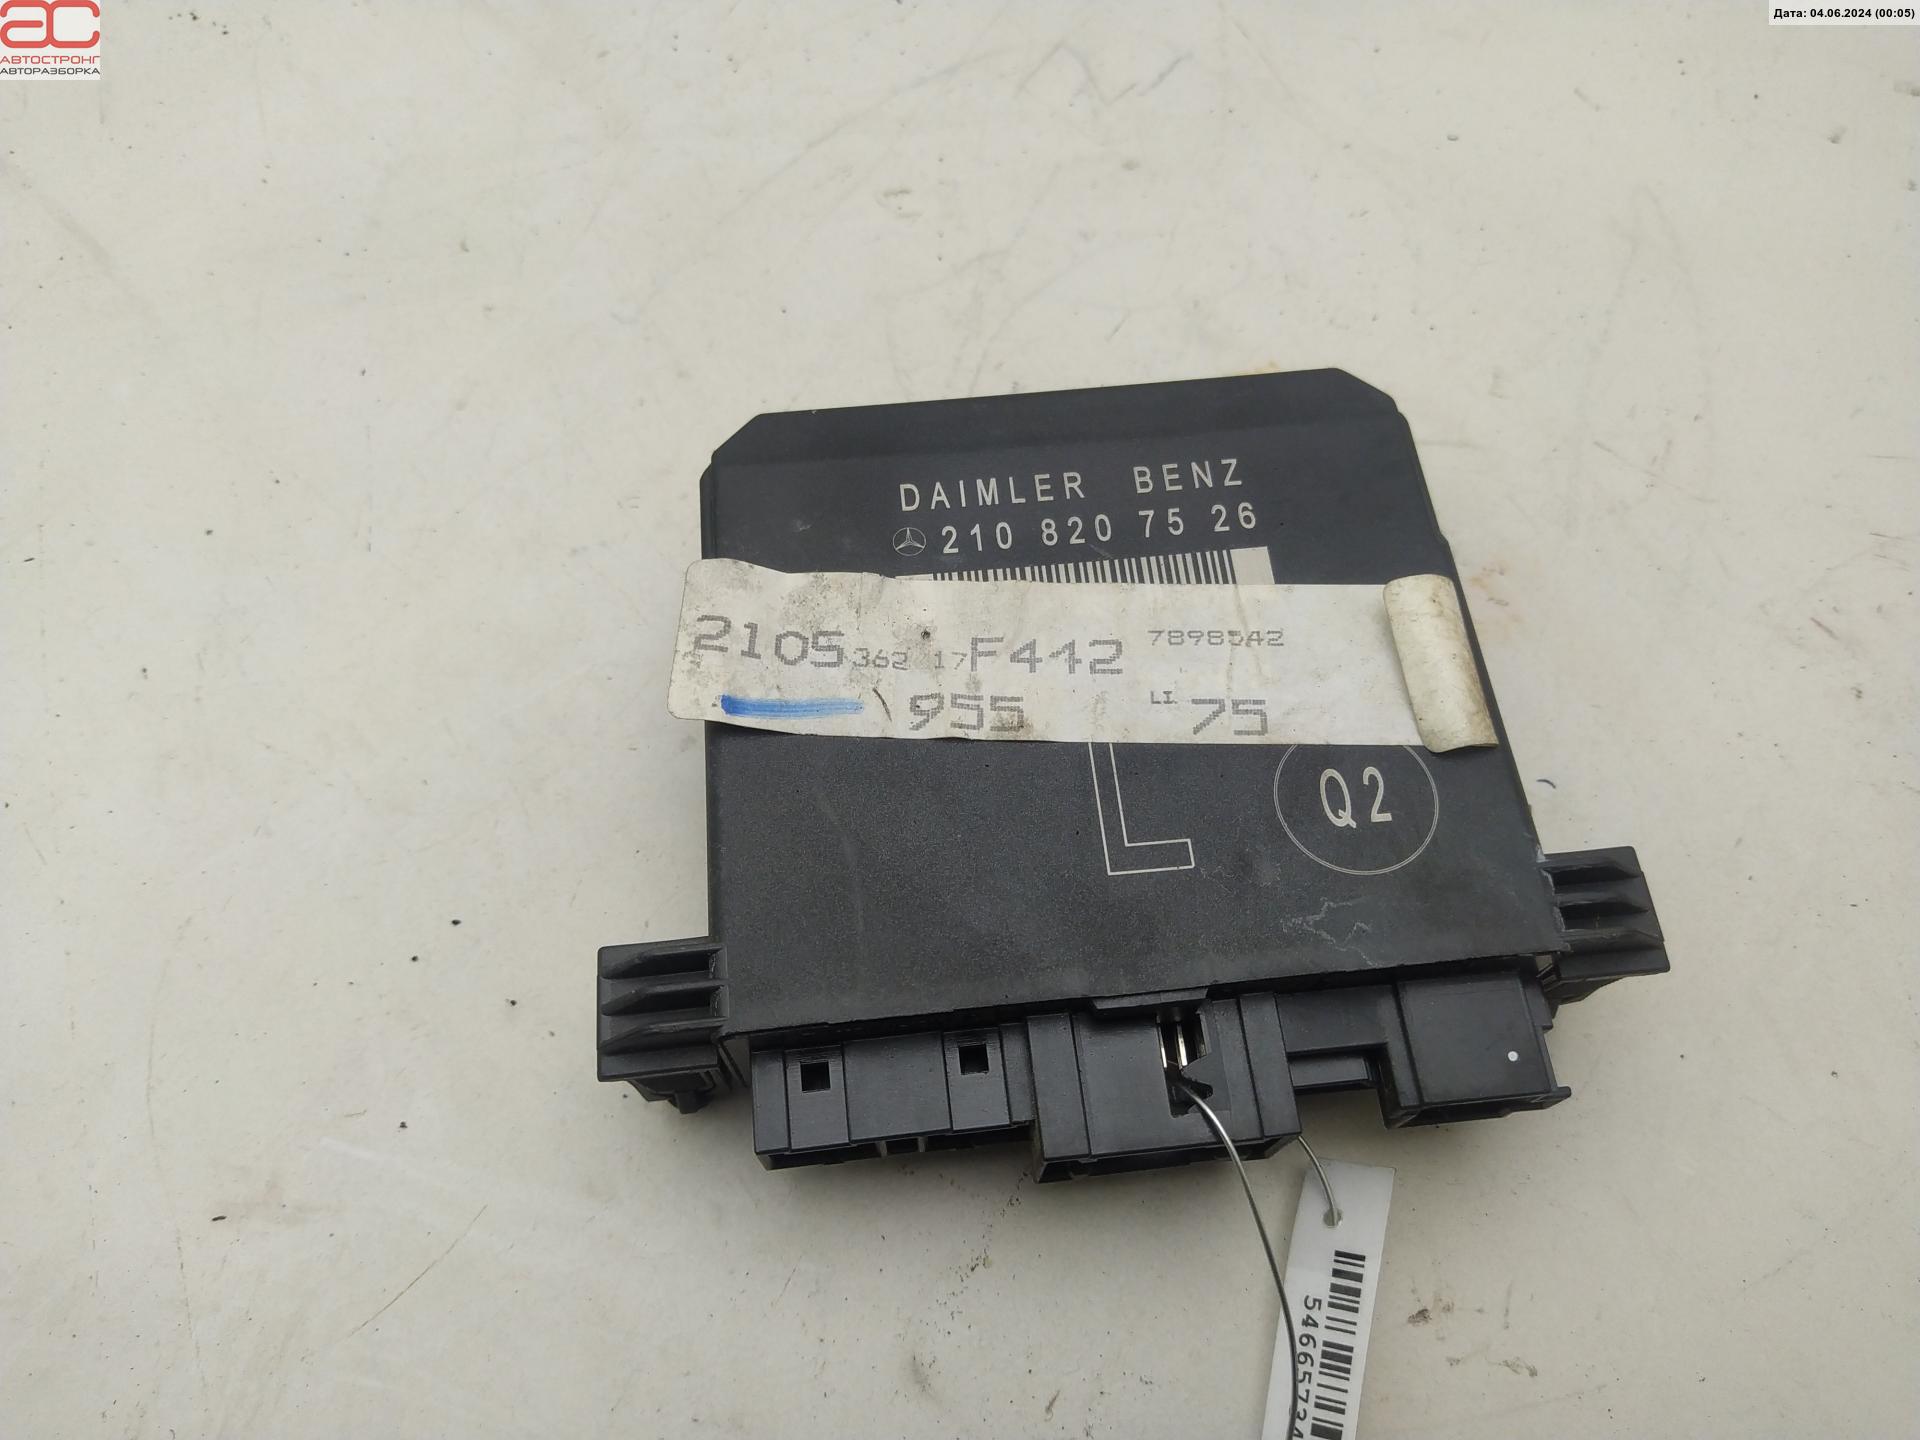 АС
АВТОСТРОНГ
АВТОРАЗБОРКА
Дата: 04.06.2024 (00:05)
DAIMLER BENZ
210 820 75 26
2105 362 17 F442 7898542
955 LI 75
L
Q2
5466573